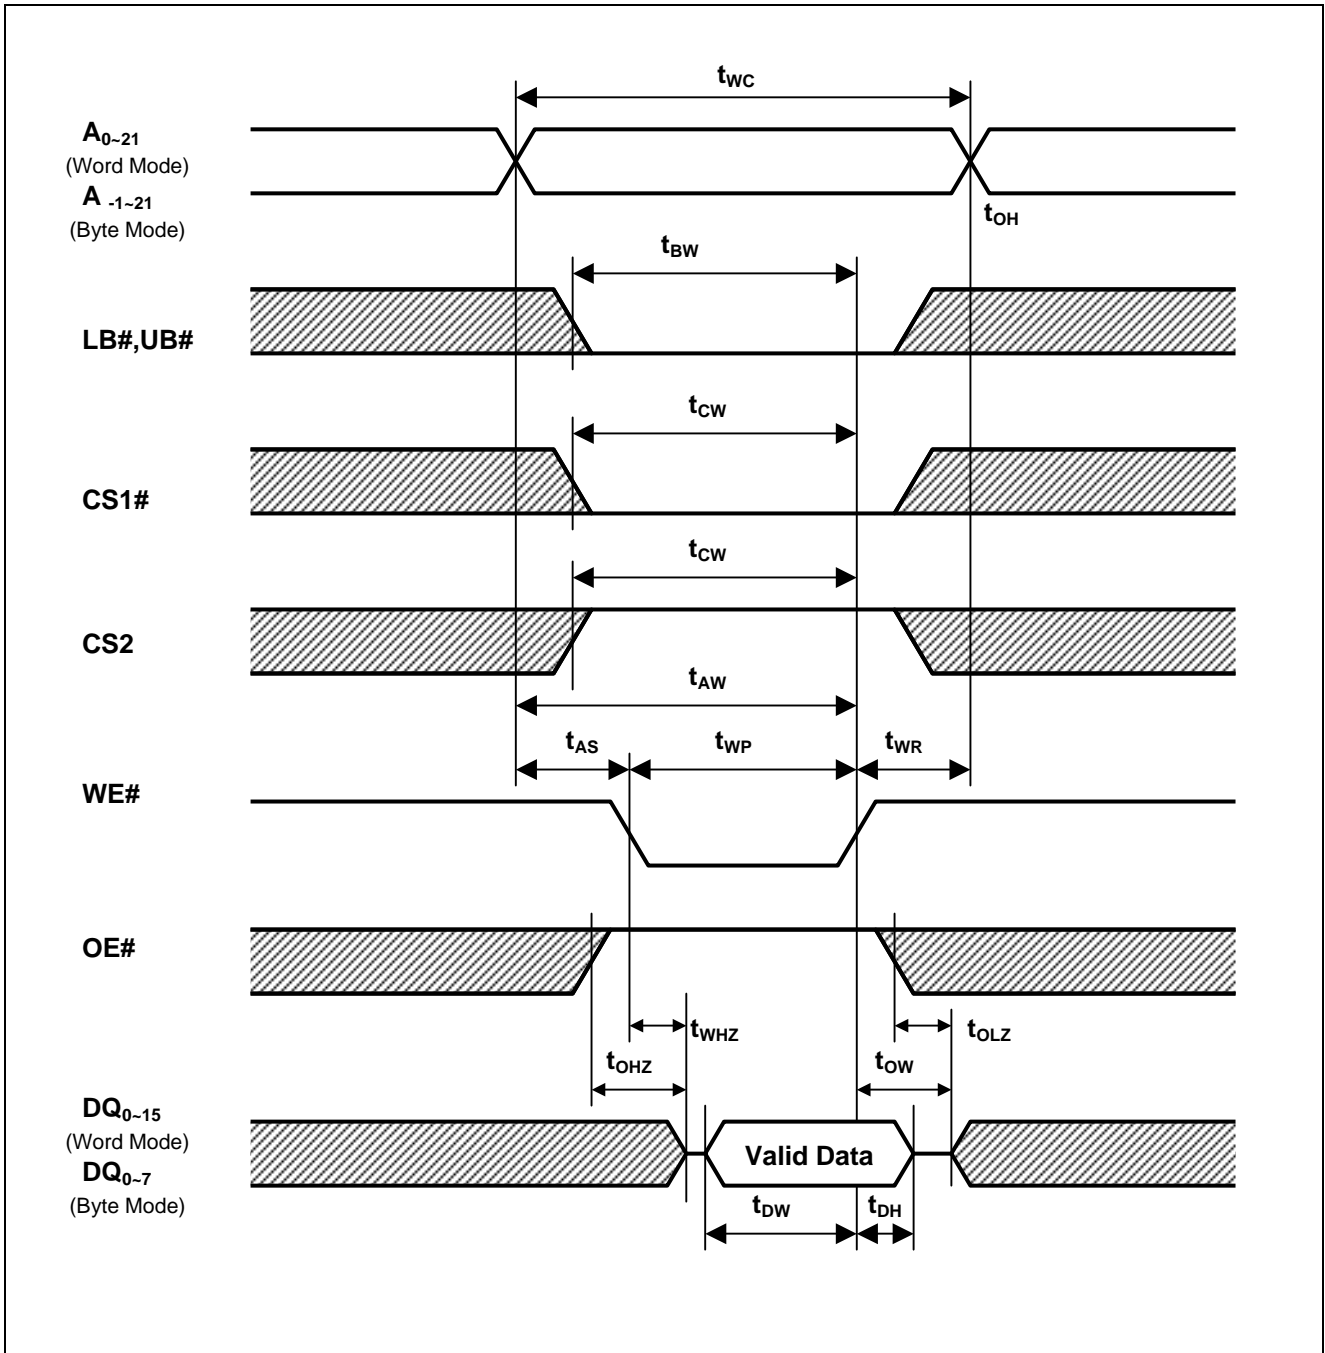 tWC
A0~21
(Word Mode)
A -1~21
(Byte Mode)
tOH
tBW
LB#,UB#
tCW
CS1#
tCW
CS2
tAW
tAS
tWP
tWR
WE#
OE#
tWHZ
tOLZ
tOHZ
tOW
DQ0~15
(Word Mode)
DQ0~7
(Byte Mode)
Valid Data
tDW
tDH